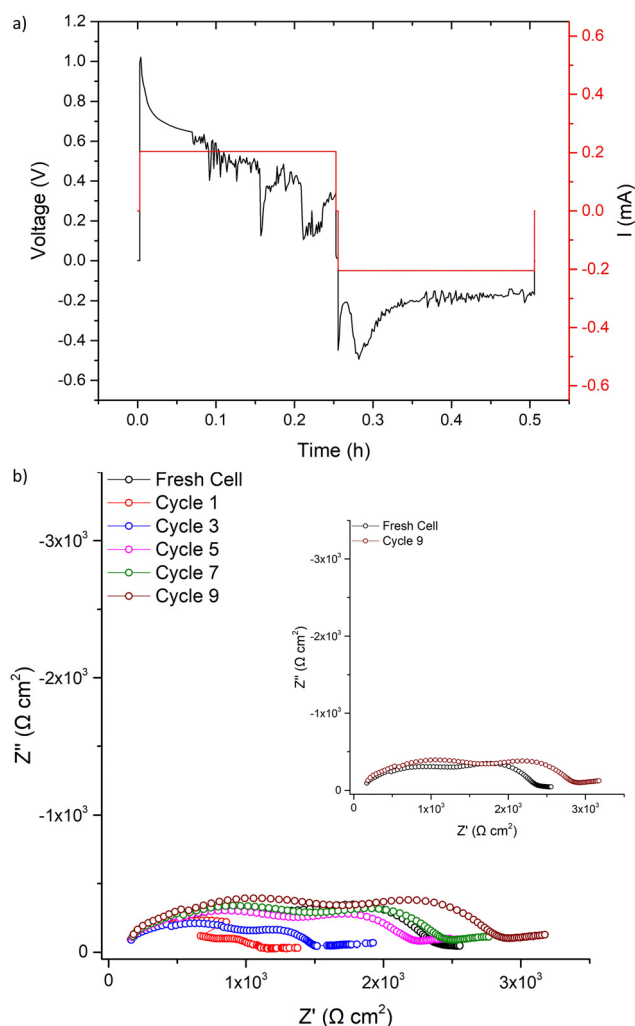 a)
1.2
1.0
0.8
0.6
0.4
0.2
0.0
-0.2
-0.4
-0.6
Voltage (V)
0.6
0.4
0.2
0.0
-0.2
-0.4
-0.6
I (mA)
0.0 0.1 0.2 0.3 0.4 0.5
Time (h)
b)
Fresh Cell
Cycle 1
Cycle 3
Cycle 5
Cycle 7
Cycle 9
-3x10³
-2x10³
-1x10³
0
Z'' (Ω cm²)
0 1x10³ 2x10³ 3x10³
Z' (Ω cm²)
Fresh Cell
Cycle 9
-3x10³
-2x10³
-1x10³
0
Z'' (Ω cm²)
0 1x10³ 2x10³ 3x10³
Z' (Ω cm²)